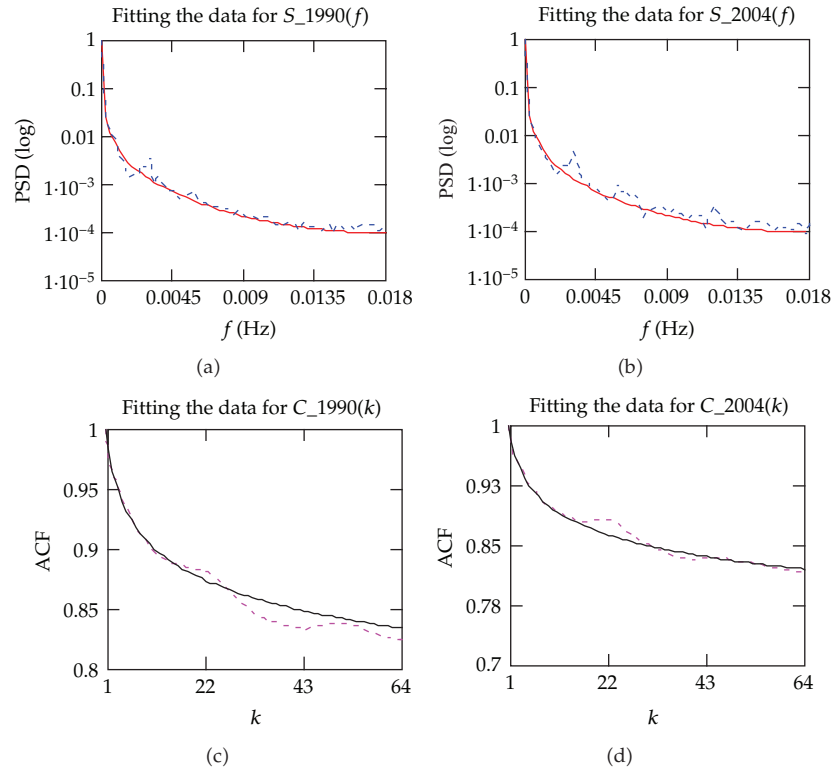 Fitting the data for S_1990(f)
1
0.1
0.01
1·10⁻³
1·10⁻⁴
1·10⁻⁵
PSD (log)
0 0.0045 0.009 0.0135 0.018
f (Hz)
(a)
Fitting the data for S_2004(f)
1
0.1
0.01
1·10⁻³
1·10⁻⁴
1·10⁻⁵
PSD (log)
0 0.0045 0.009 0.0135 0.018
f (Hz)
(b)
Fitting the data for C_1990(k)
1
0.95
0.9
0.85
0.8
ACF
1 22 43 64
k
(c)
Fitting the data for C_2004(k)
1
0.93
0.85
0.78
0.7
ACF
1 22 43 64
k
(d)